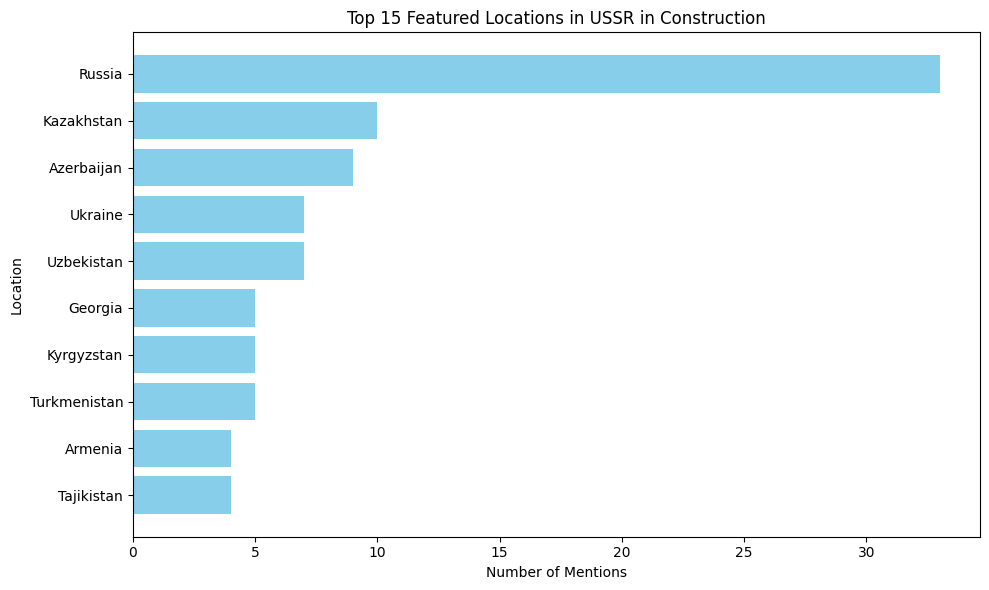 Top 15 Featured Locations in USSR in Construction
Location
Russia
Kazakhstan
Azerbaijan
Ukraine
Uzbekistan
Georgia
Kyrgyzstan
Turkmenistan
Armenia
Tajikistan
0 5 10 15 20 25 30
Number of Mentions